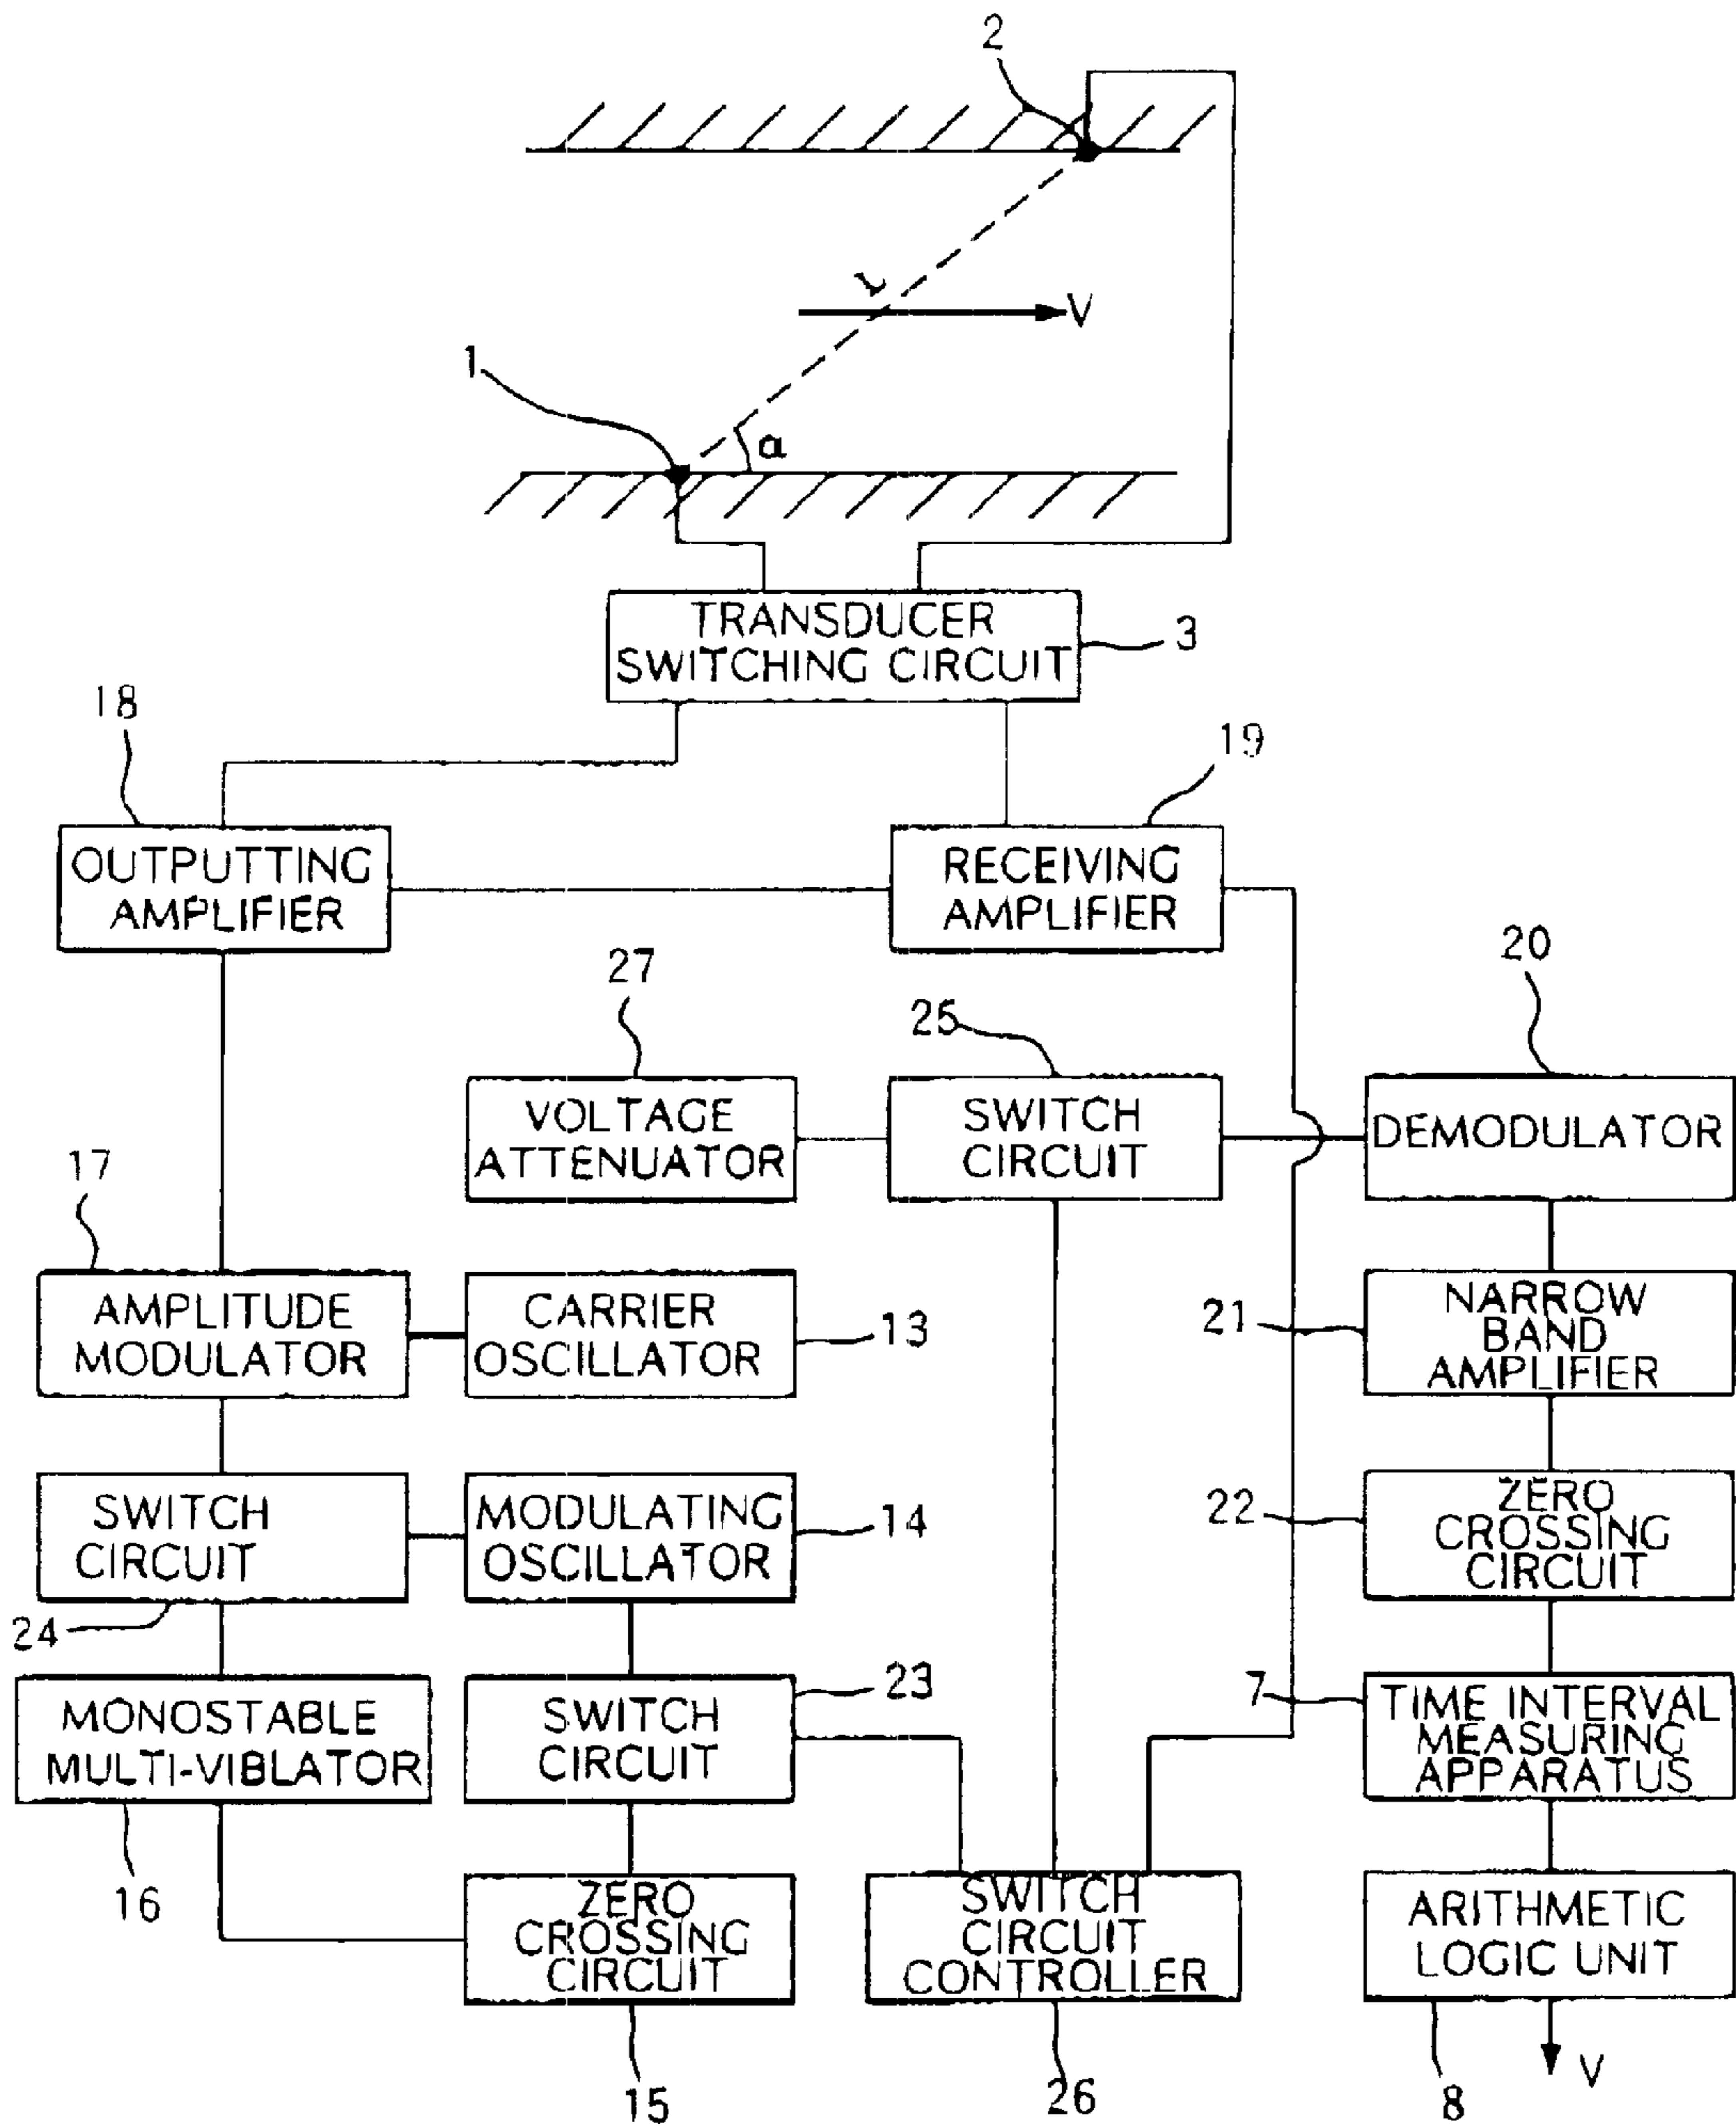 2
V
1
a
TRANSDUCER
SWITCHING CIRCUIT
3
18
19
OUTPUTTING
AMPLIFIER
RECEIVING
AMPLIFIER
27
25
20
VOLTAGE
ATTENUATOR
SWITCH
CIRCUIT
DEMODULATOR
17
AMPLITUDE
MODULATOR
CARRIER
OSCILLATOR
13
21
NARROW
BAND
AMPLIFIER
SWITCH
CIRCUIT
24
MODULATING
OSCILLATOR
14
22
ZERO
CROSSING
CIRCUIT
MONOSTABLE
MULTI-VIBLATOR
16
SWITCH
CIRCUIT
23
7
TIME INTERVAL
MEASURING
APPARATUS
ZERO
CROSSING
CIRCUIT
15
SWITCH
CIRCUIT
CONTROLLER
26
ARITHMETIC
LOGIC UNIT
8
V